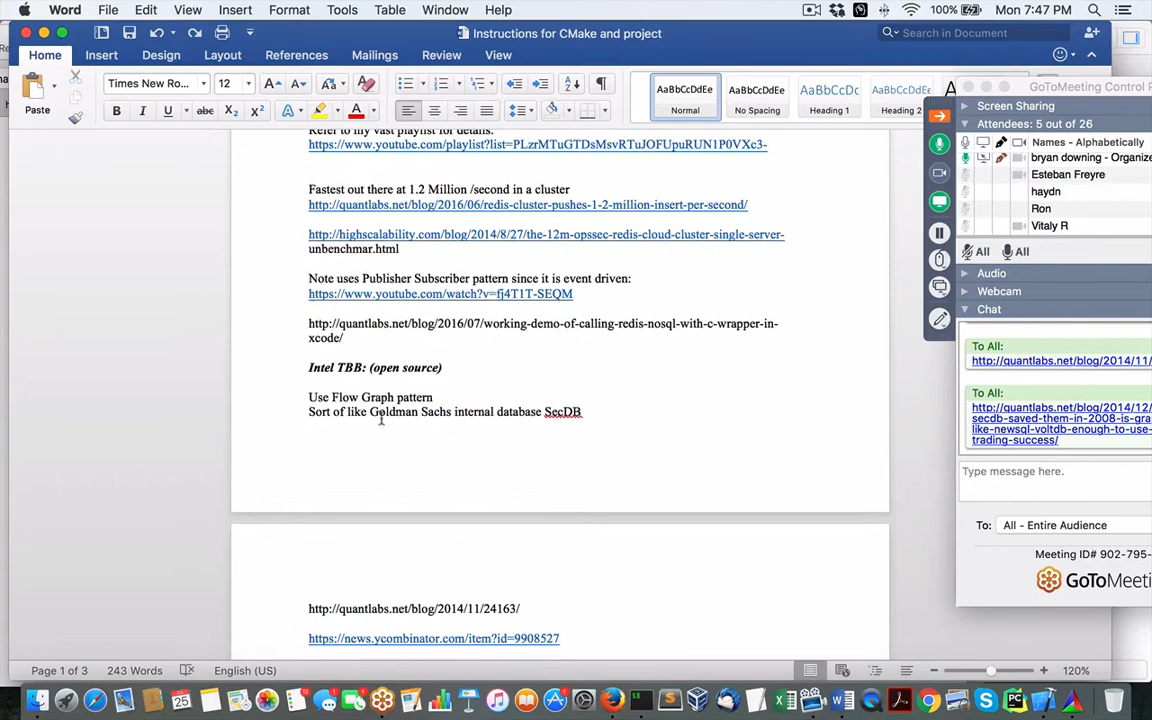 Word File Edit View Insert Format Tools Table Window Help 100% Mon 7:47 PM
Instructions for CMake and project
Search in Document
Home Insert Design Layout References Mailings Review View
Paste
Times New Ro... 12
B I U abc X₂ X²
AaBbCcDdEe AaBbCcDdEe AaBbCcDc AaBbCcDdEe
Normal No Spacing Heading 1 Heading 2
GoToMeeting Control P
Screen Sharing
Attendees: 5 out of 26
Names - Alphabetically
bryan downing - Organize
Esteban Freyre
haydn
Ron
Vitaly R
All All
Audio
Webcam
Chat
To All:
http://quantlabs.net/blog/2014/11/
To All:
http://quantlabs.net/blog/2014/12/
secdb-saved-them-in-2008-is-gra
like-newsql-voltdb-enough-to-use-
trading-success/
Type message here.
To: All - Entire Audience
Meeting ID# 902-795-
GoToMeeti
Refer to my vast playlist for details.
https://www.youtube.com/playlist?list=PLzrMTuGTDsMsvRTuJOFUpuRUN1P0VXc3-
Fastest out there at 1.2 Million /second in a cluster
http://quantlabs.net/blog/2016/06/redis-cluster-pushes-1-2-million-insert-per-second/
http://highscalability.com/blog/2014/8/27/the-12m-opssec-redis-cloud-cluster-single-server-
unbenchmar.html
Note uses Publisher Subscriber pattern since it is event driven:
https://www.youtube.com/watch?v=fj4T1T-SEQM
http://quantlabs.net/blog/2016/07/working-demo-of-calling-redis-nosql-with-c-wrapper-in-
xcode/
Intel TBB: (open source)
Use Flow Graph pattern
Sort of like Goldman Sachs internal database SecDB
http://quantlabs.net/blog/2014/11/24163/
https://news.ycombinator.com/item?id=9908527
Page 1 of 3 243 Words English (US) 120%